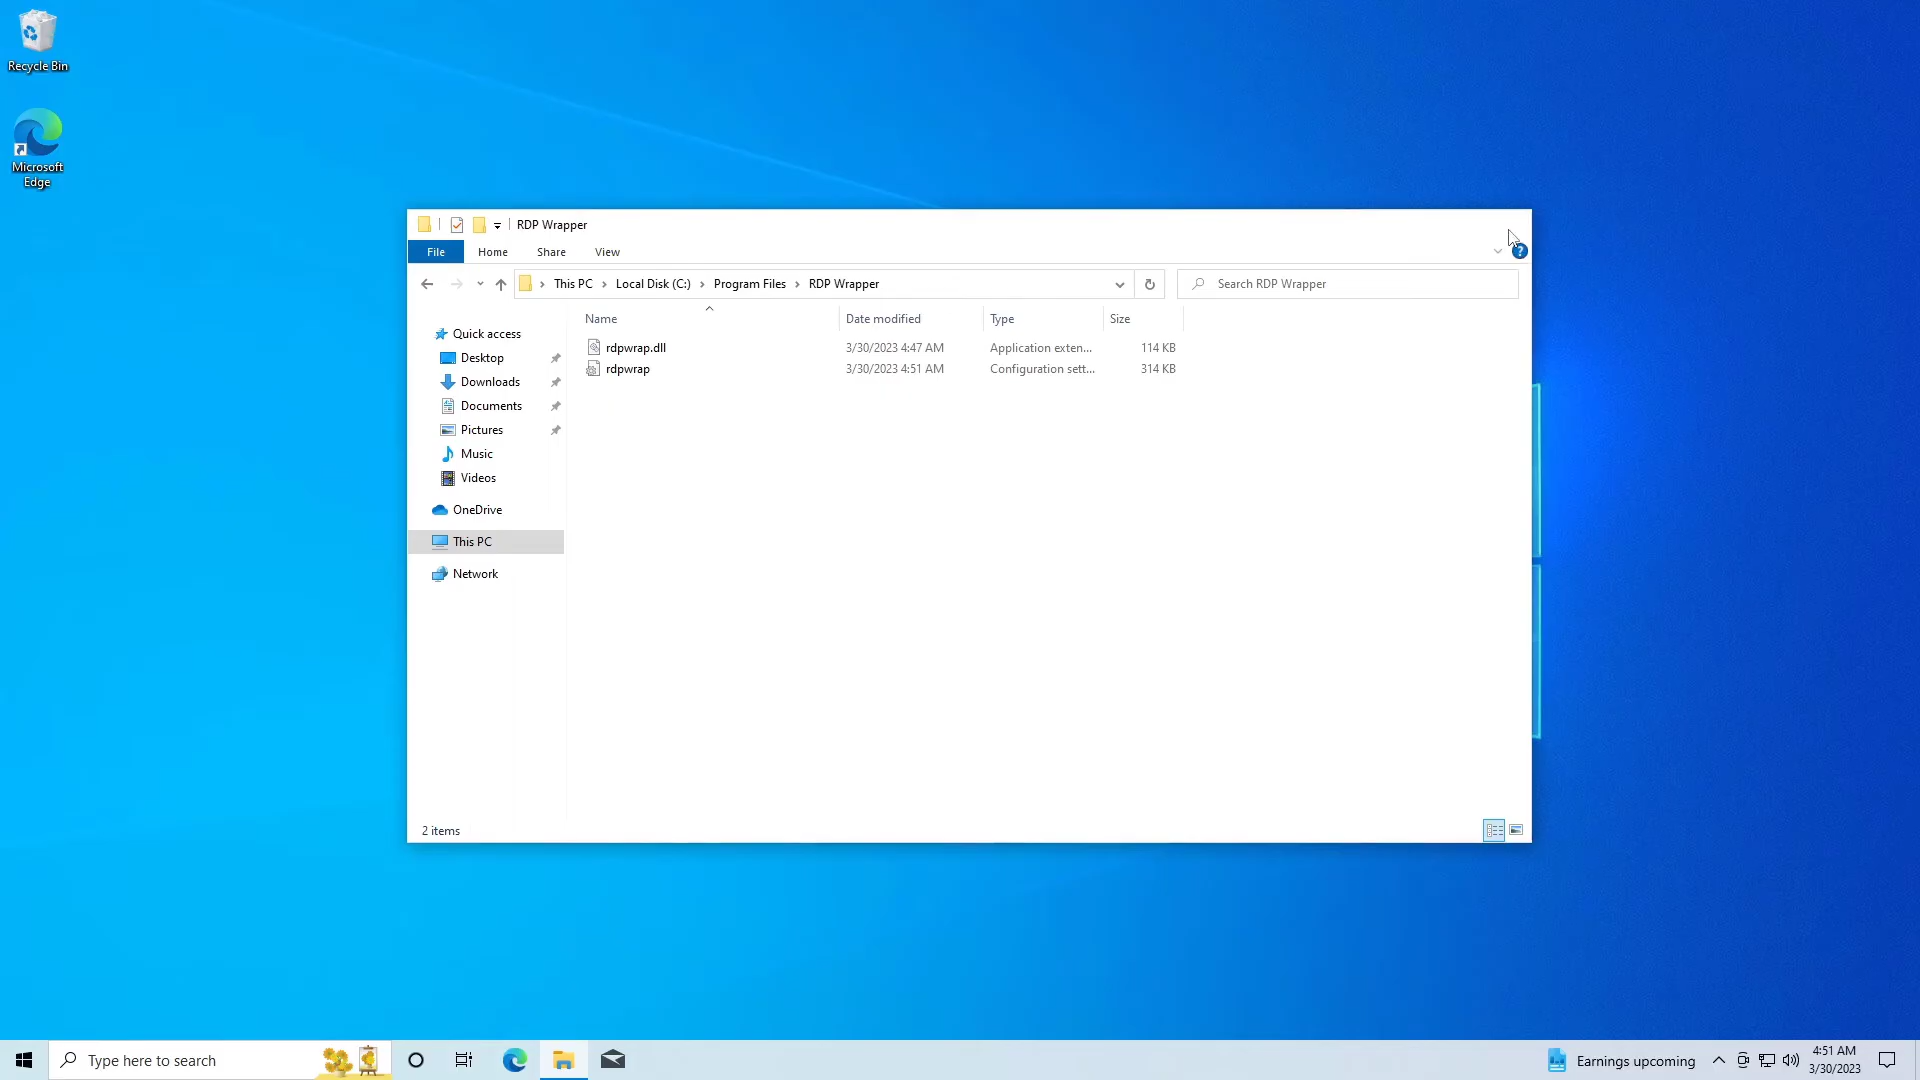 Recycle Bin
Microsoft
Edge
RDP Wrapper
File Home Share View
?
This PC Local Disk (C:) Program Files RDP Wrapper
Search RDP Wrapper
Name Date modified Type Size
rdpwrap.dll 3/30/2023 4:47 AM Application exten... 114 KB
rdpwrap 3/30/2023 4:51 AM Configuration sett... 314 KB
Quick access
Desktop
Downloads
Documents
Pictures
Music
Videos
OneDrive
This PC
Network
2 items
Type here to search
Earnings upcoming
4:51 AM
3/30/2023